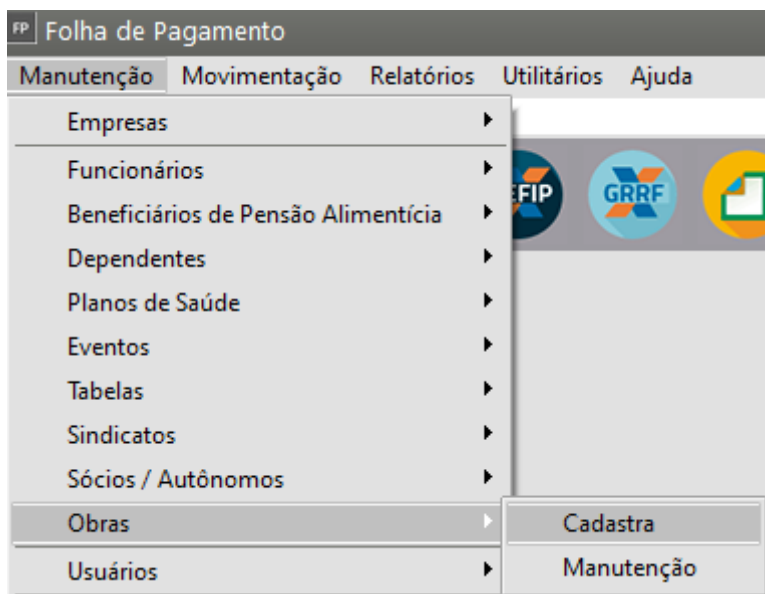 FP Folha de Pagamento
Manutenção Movimentação Relatórios Utilitários Ajuda
Empresas
Funcionários
Beneficiários de Pensão Alimentícia
Dependentes
Planos de Saúde
Eventos
Tabelas
Sindicatos
Sócios / Autônomos
Obras
Usuários
EFIP
GRRF
Cadastra
Manutenção